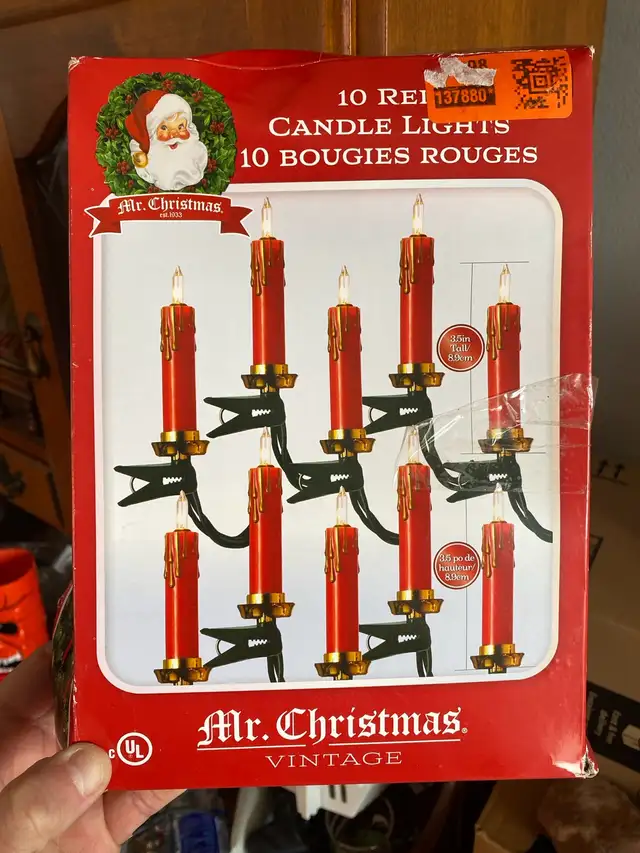 10 RED
CANDLE LIGHTS
10 BOUGIES ROUGES
137880
Mr. Christmas.
est.1933
3.5in
Tall/
8.9cm
3.5 po de
hauteur/
8.9cm
C UL
Mr. Christmas®
VINTAGE